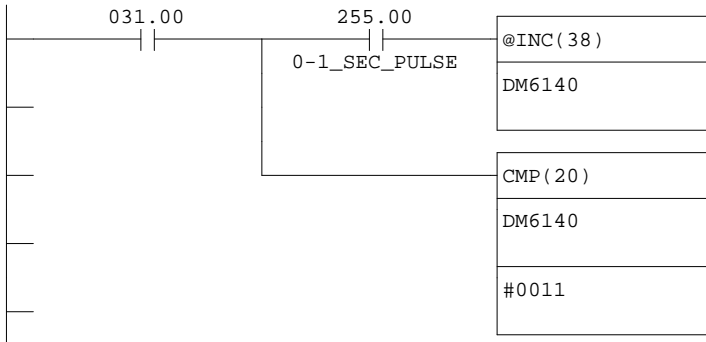 031.00
255.00
0-1_SEC_PULSE
@INC(38)
DM6140
CMP(20)
DM6140
#0011